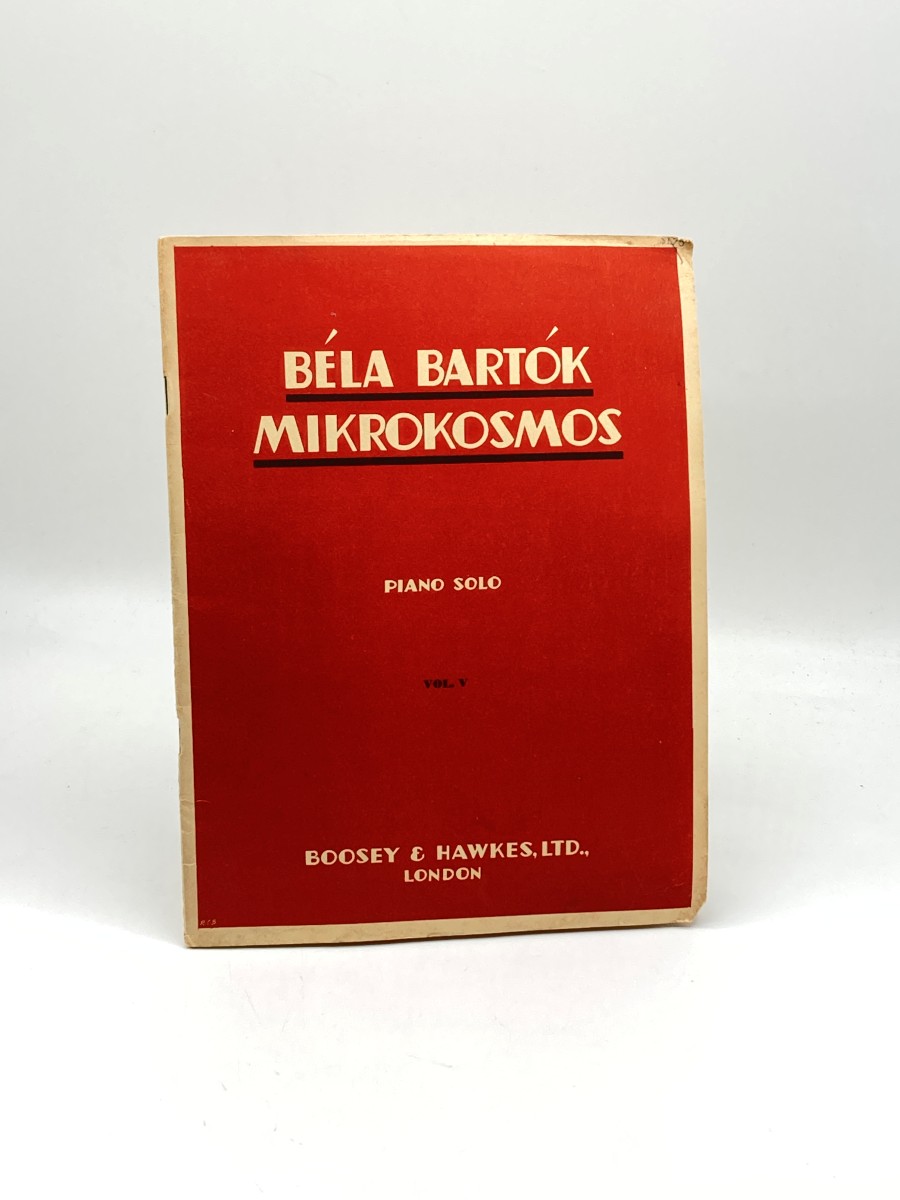 BÉLA BARTÓK
MIKROKOSMOS
PIANO SOLO
VOL. V
BOOSEY & HAWKES, LTD.,
LONDON